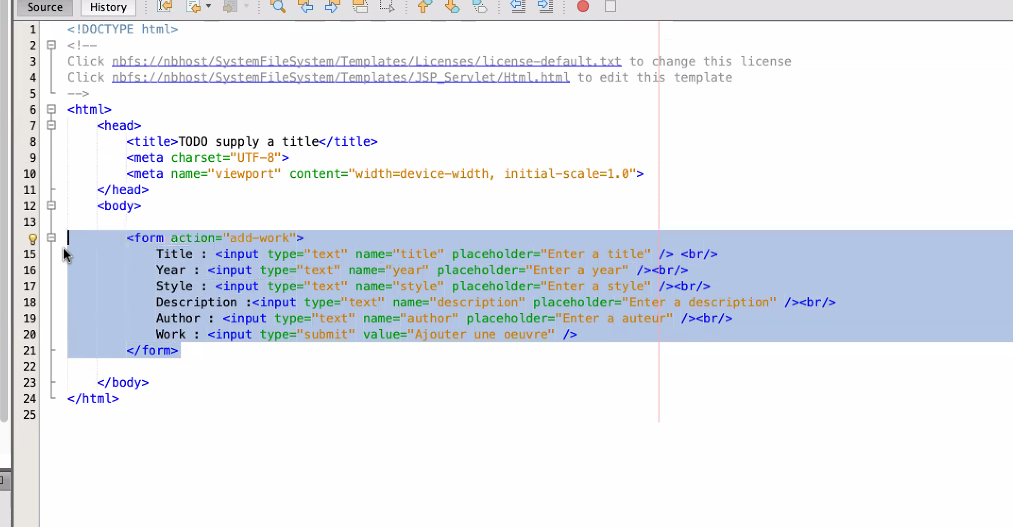 Source History
1 <!DOCTYPE html>
2 <!--
3 Click nbfs://nbhost/SystemFileSystem/Templates/Licenses/license-default.txt to change this license
4 Click nbfs://nbhost/SystemFileSystem/Templates/JSP_Servlet/Html.html to edit this template
5 -->
6 <html>
7 <head>
8 <title>TODO supply a title</title>
9 <meta charset="UTF-8">
10 <meta name="viewport" content="width=device-width, initial-scale=1.0">
11 </head>
12 <body>
13
<form action="add-work">
15 Title : <input type="text" name="title" placeholder="Enter a title" /> <br/>
16 Year : <input type="text" name="year" placeholder="Enter a year" /><br/>
17 Style : <input type="text" name="style" placeholder="Enter a style" /><br/>
18 Description :<input type="text" name="description" placeholder="Enter a description" /><br/>
19 Author : <input type="text" name="author" placeholder="Enter a auteur" /><br/>
20 Work : <input type="submit" value="Ajouter une oeuvre" />
21 </form>
22
23 </body>
24 </html>
25